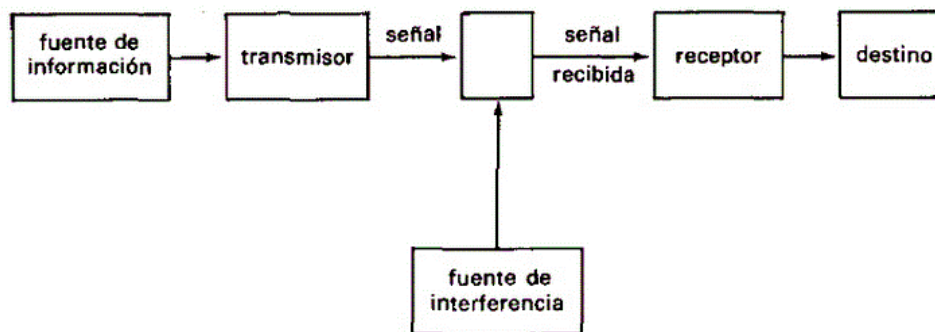 fuente de
información
transmisor
señal
señal
recibida
receptor
destino
fuente de
interferencia